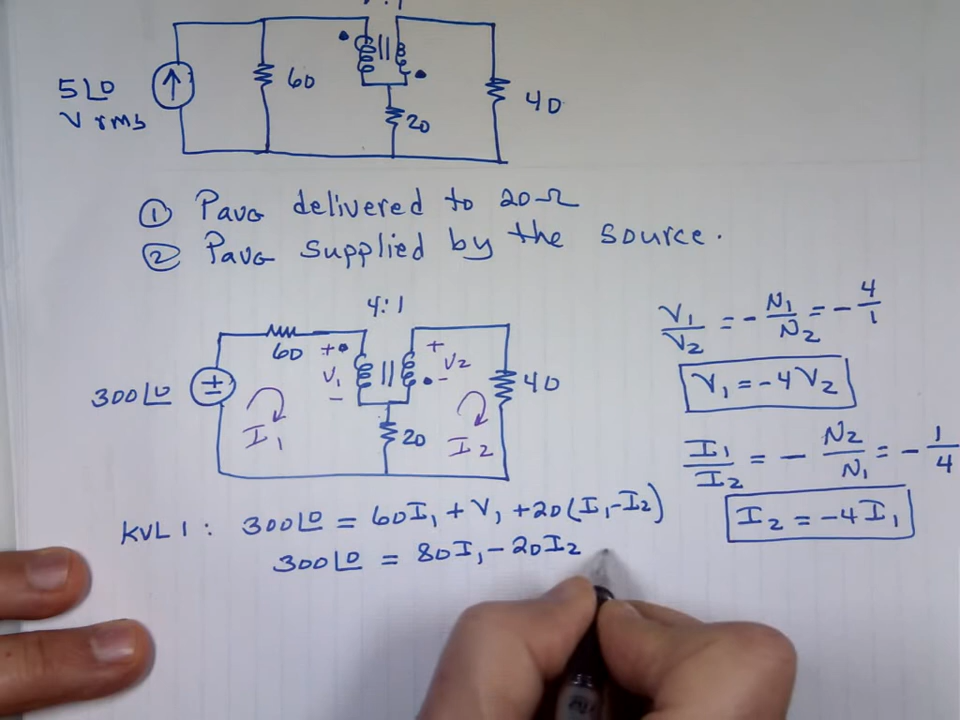 5∠0
V rms
60
20
40
① Pavg delivered to 20Ω
② Pavg supplied by the source.
4:1
60
300∠0
±
+
V1
-
+
V2
-
40
20
I1
I2
V1/V2 = -N1/N2 = -4/1
V1 = -4V2
I1/I2 = - N2/N1 = -1/4
I2 = -4I1
KVL 1: 300∠0 = 60I1 + V1 + 20(I1-I2)
300∠0 = 80I1 - 20I2